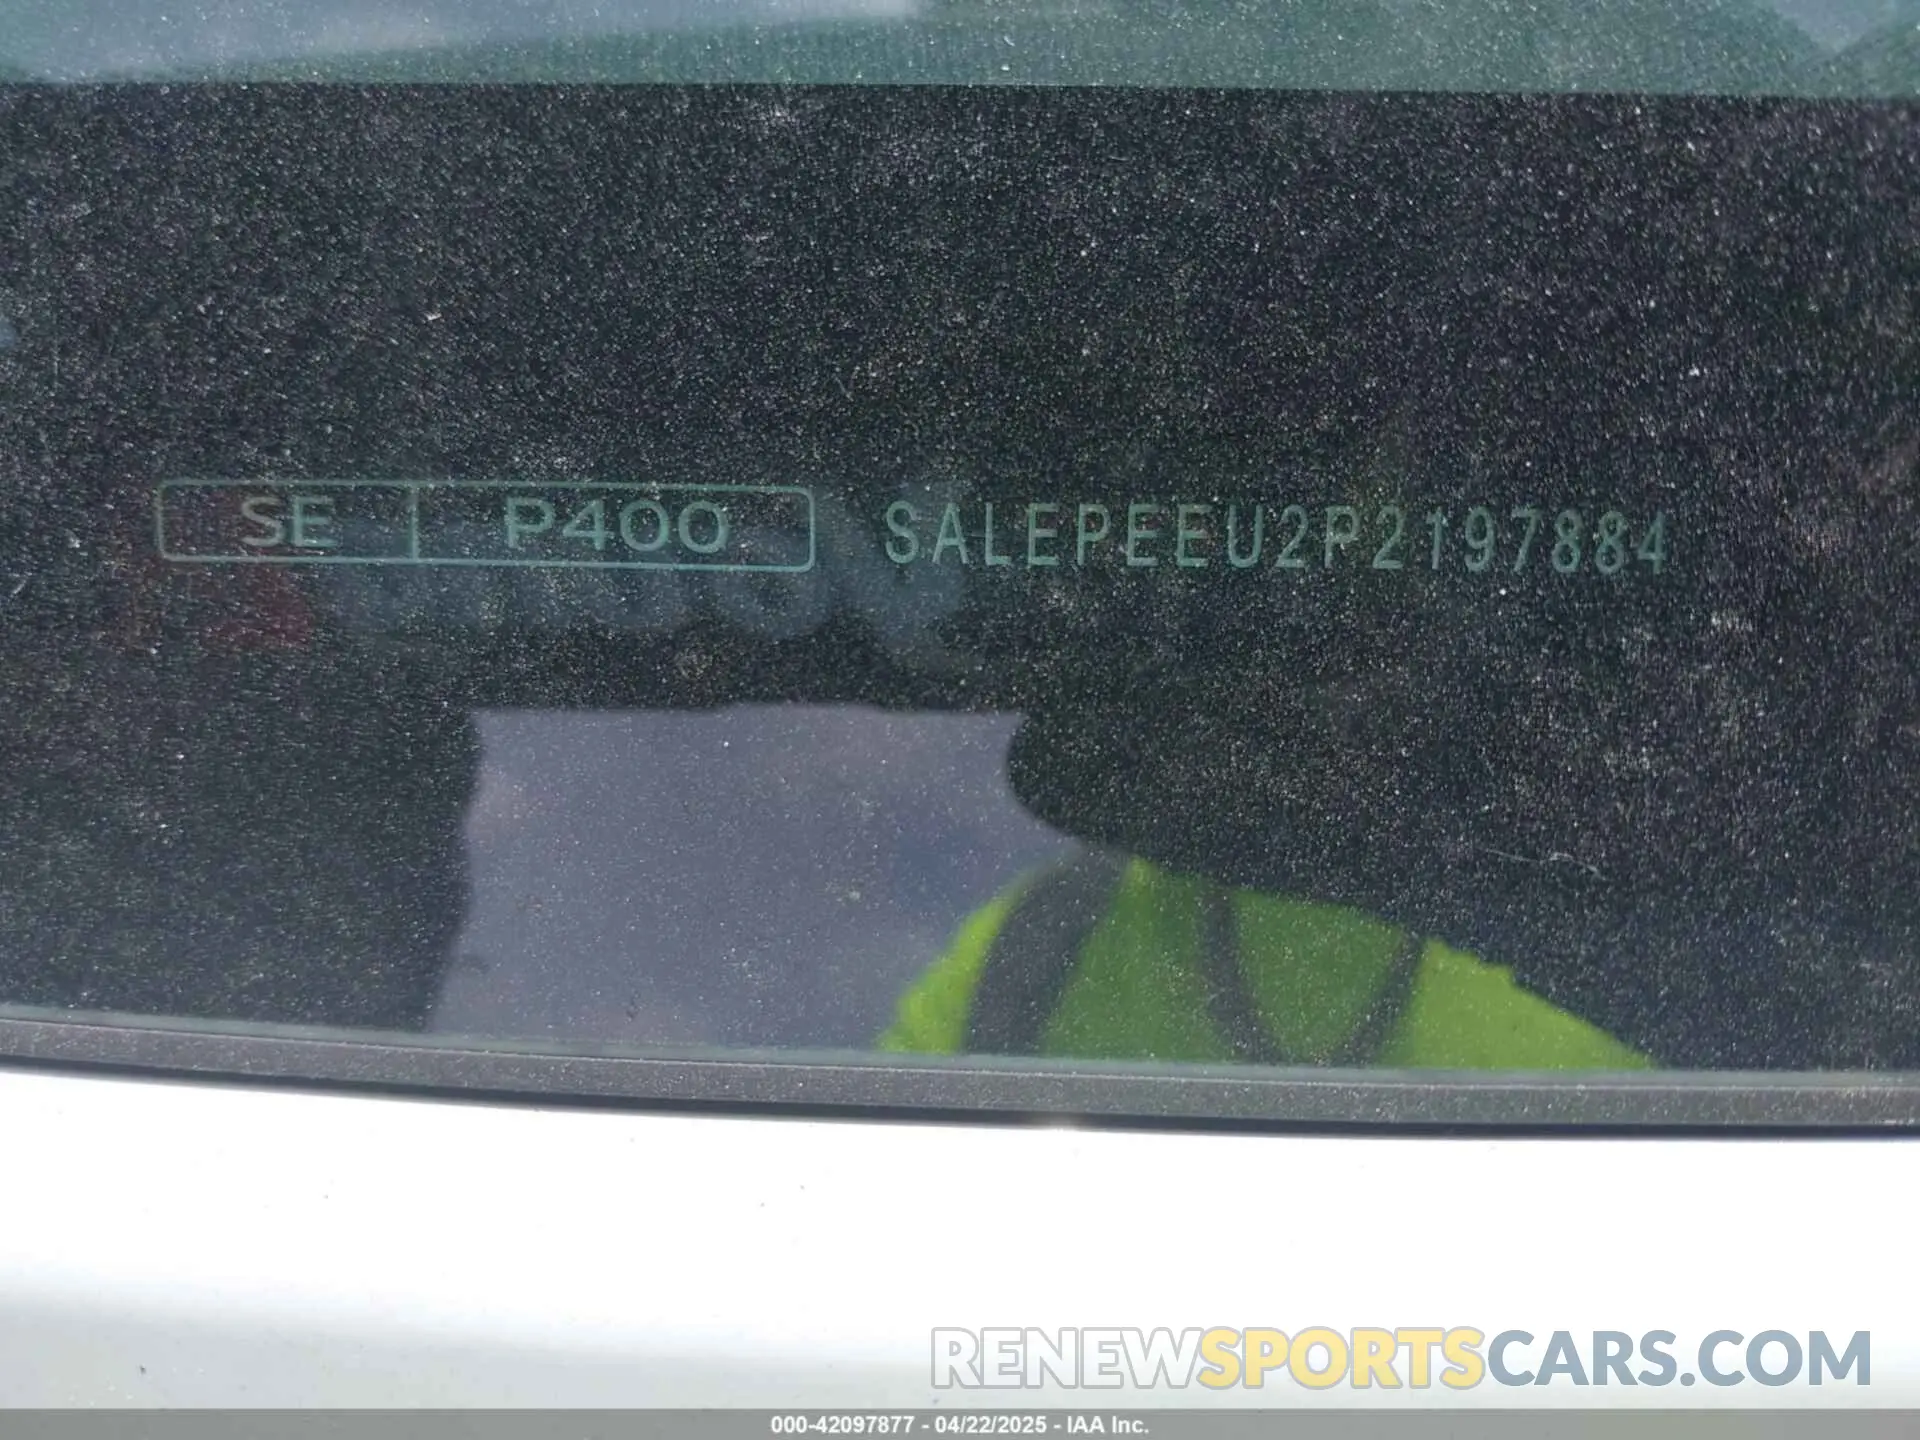 SE P400 SALEPEEU2P2197884
RENEWSPORTSCARS.COM
000-42097877 - 04/22/2025 - IAA Inc.